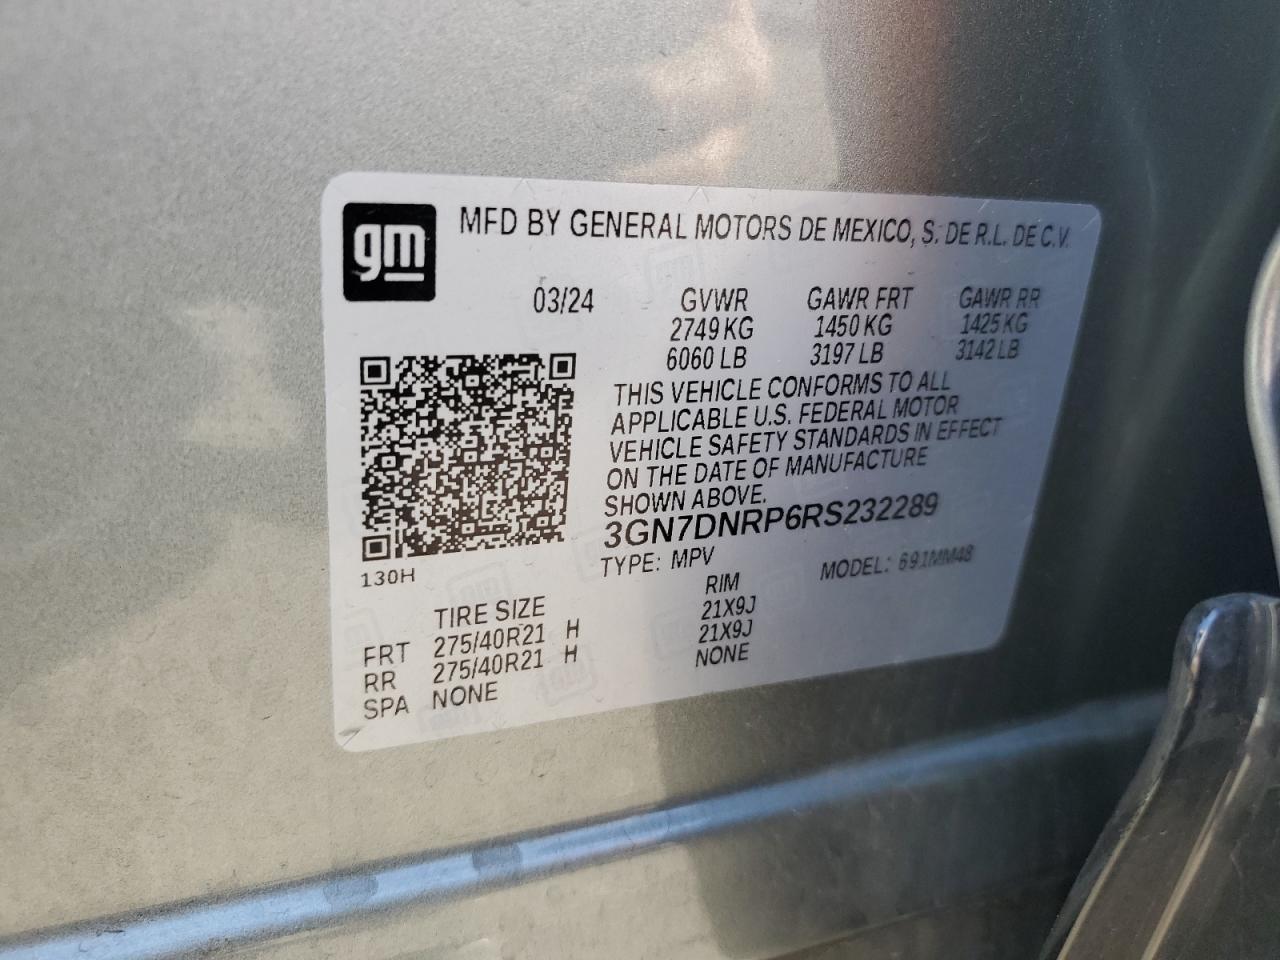 gm
MFD BY GENERAL MOTORS DE MEXICO, S. DE R.L. DE C.V.
03/24 GVWR GAWR FRT GAWR RR
2749 KG 1450 KG 1425 KG
6060 LB 3197 LB 3142 LB
THIS VEHICLE CONFORMS TO ALL
APPLICABLE U.S. FEDERAL MOTOR
VEHICLE SAFETY STANDARDS IN EFFECT
ON THE DATE OF MANUFACTURE
SHOWN ABOVE.
3GN7DNRP6RS232289
TYPE: MPV MODEL: 691MM48
130H
TIRE SIZE RIM
FRT 275/40R21 H 21X9J
RR 275/40R21 H 21X9J
SPA NONE NONE